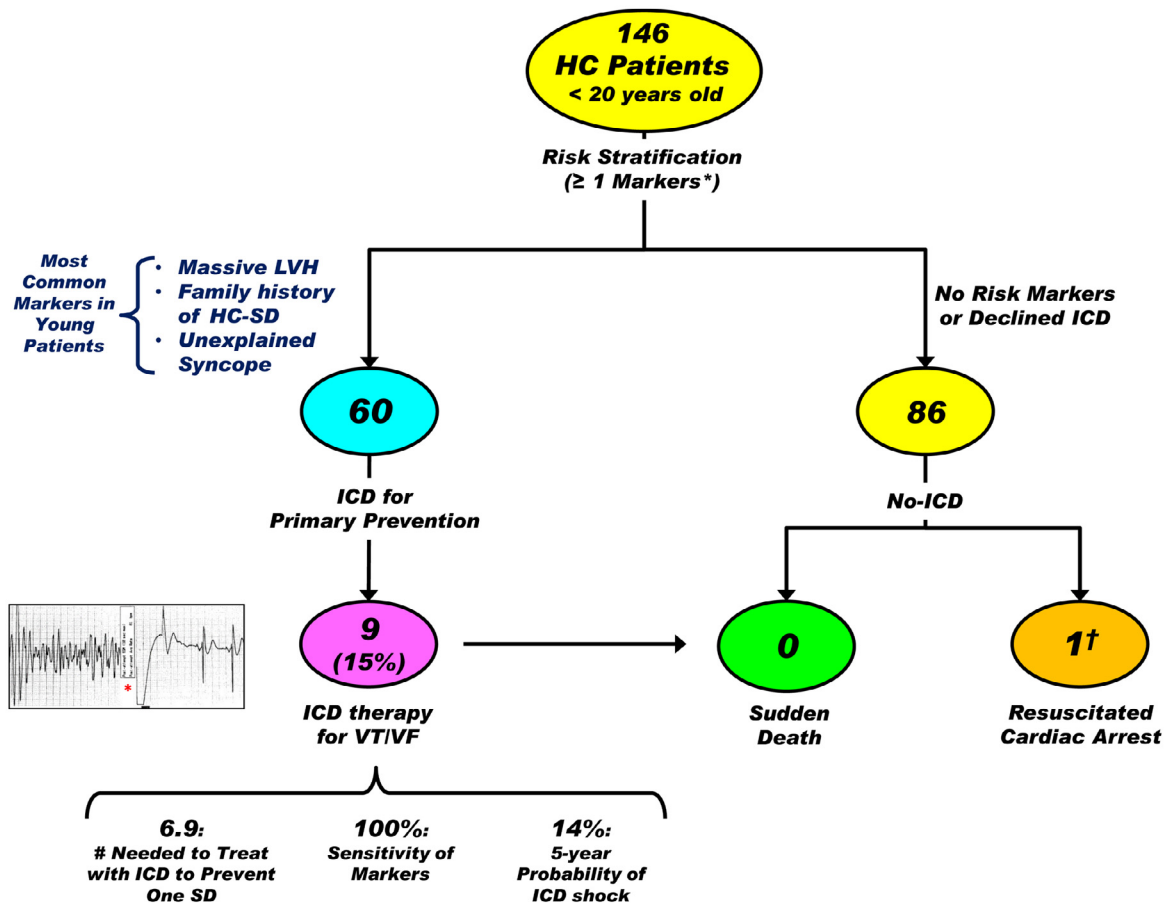 146
HC Patients
< 20 years old
Risk Stratification
(≥ 1 Markers*)
Most
Common
Markers in
Young
Patients
• Massive LVH
• Family history
of HC-SD
• Unexplained
Syncope
No Risk Markers
or Declined ICD
60
86
ICD for
Primary Prevention
No-ICD
9
(15%)
0
1†
*
ICD therapy
for VT/VF
Sudden
Death
Resuscitated
Cardiac Arrest
6.9:
# Needed to Treat
with ICD to Prevent
One SD
100%:
Sensitivity of
Markers
14%:
5-year
Probability of
ICD shock